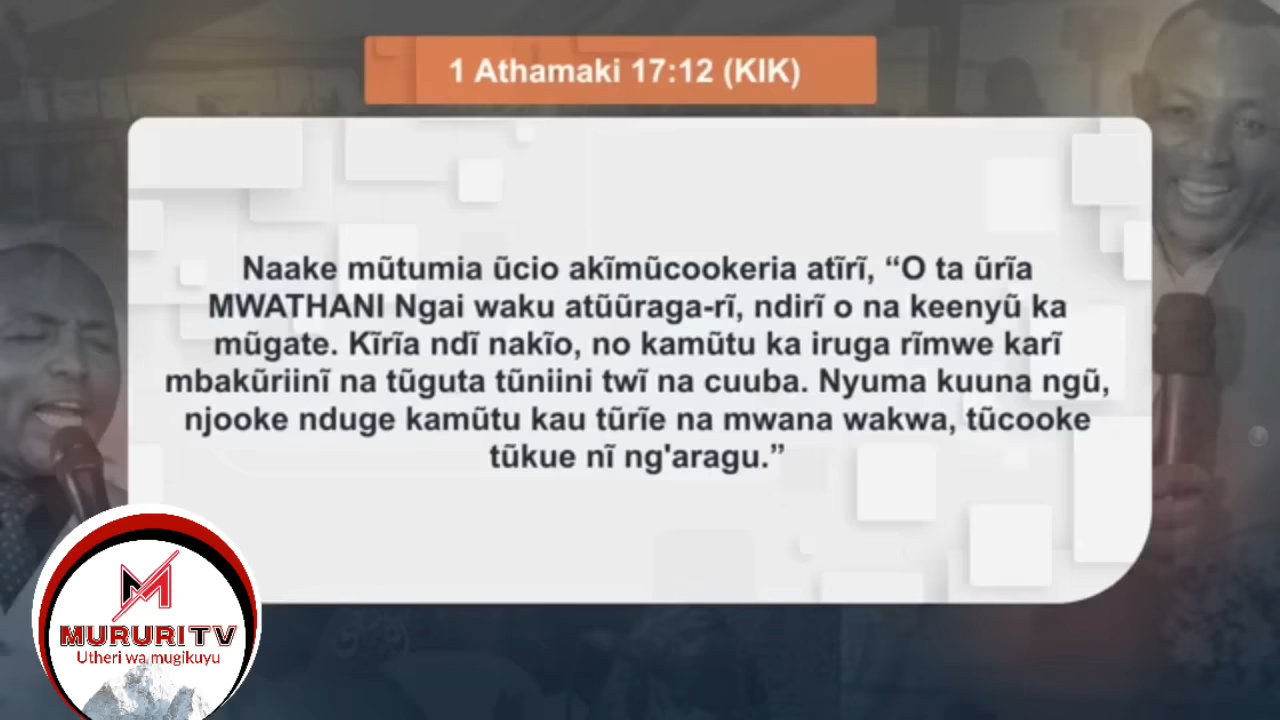 1 Athamaki 17:12 (KIK)
Naake mũtumia ũcio akĩmũcookeria atĩrĩ, “O ta ũrĩa
MWATHANI Ngai waku atũũraga-rĩ, ndirĩ o na keenyũ ka
mũgate. Kĩrĩa ndĩ nakĩo, no kamũtu ka iruga rĩmwe karĩ
mbakũriinĩ na tũguta tũniini twĩ na cuuba. Nyuma kuuna ngũ,
njooke nduge kamũtu kau tũrĩe na mwana wakwa, tũcooke
tũkue nĩ ng'aragu.”
MURURI TV
Utheri wa mugikuyu